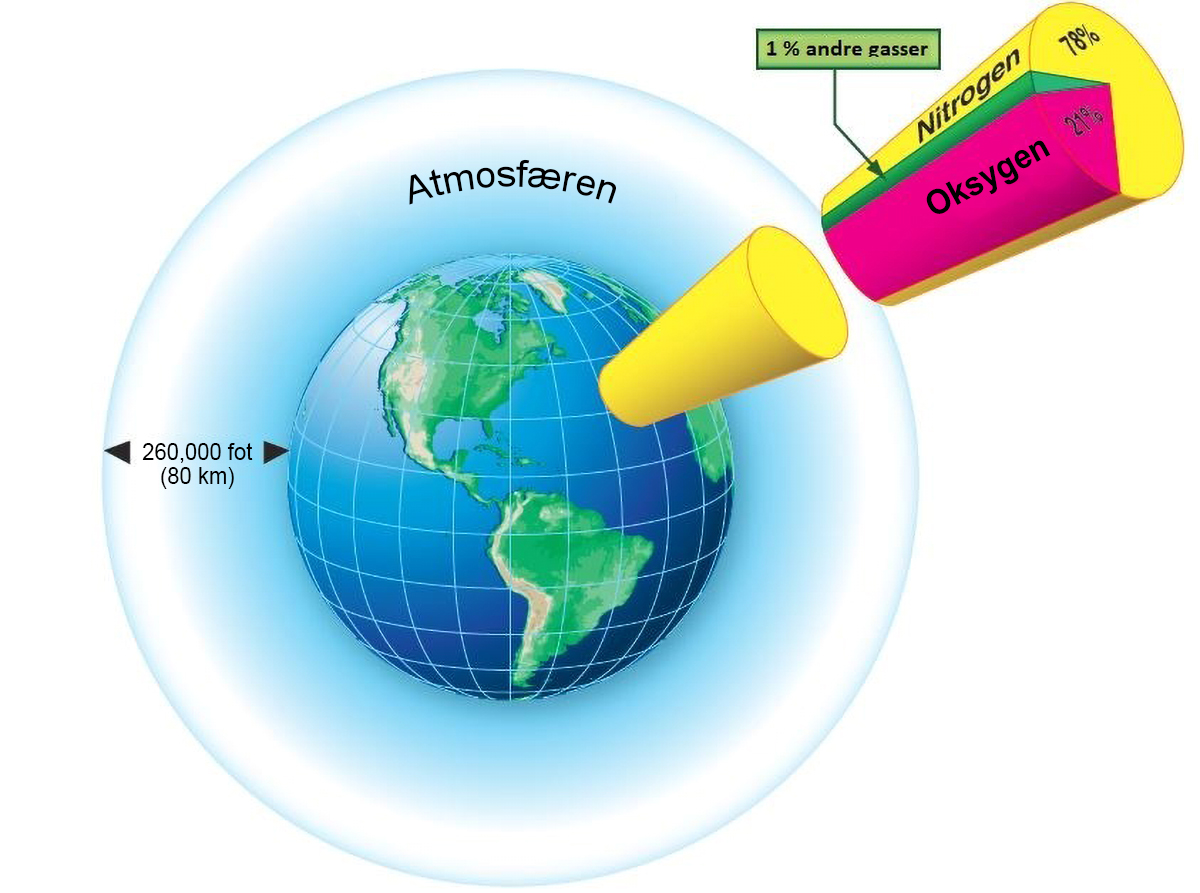 1 % andre gasser
Nitrogen
78%
21%
Oksygen
Atmosfæren
260,000 fot
(80 km)